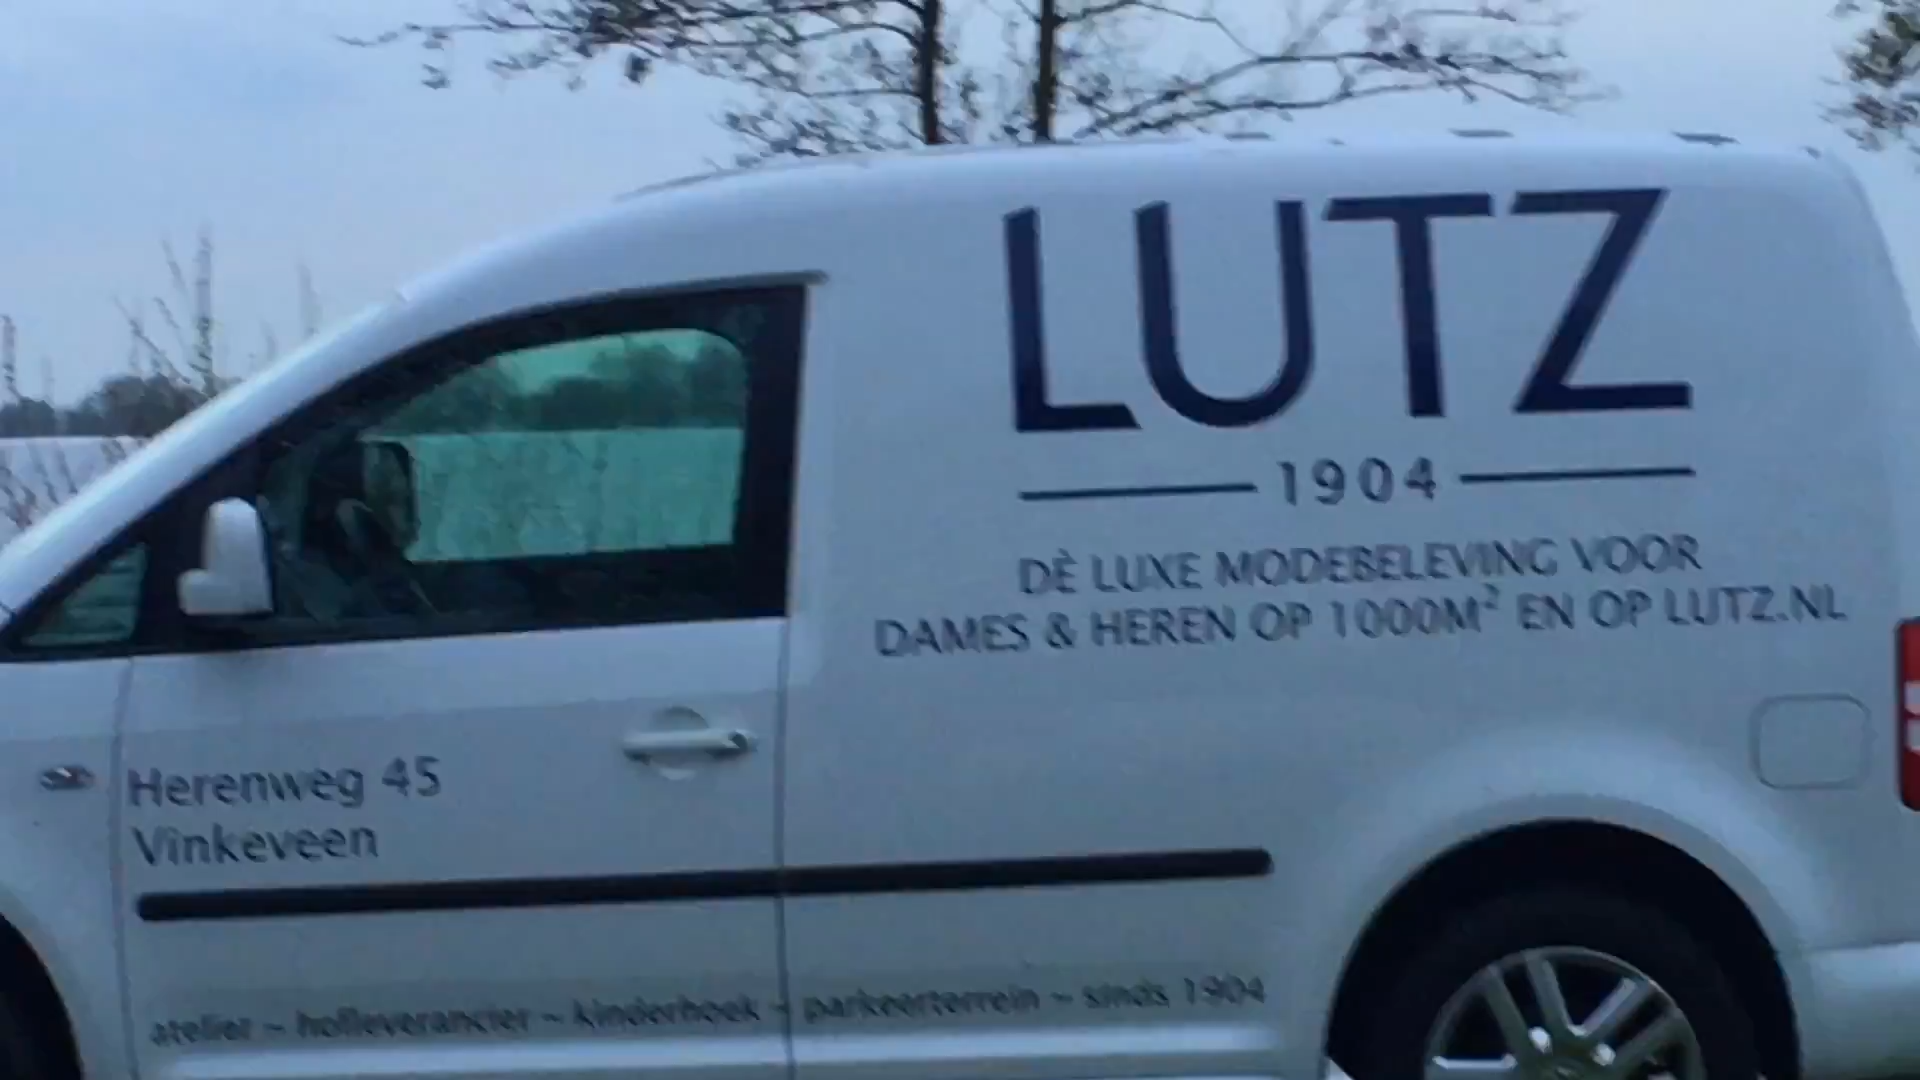 LUTZ
1904
DÈ LUXE MODEBELEVING VOOR
DAMES & HEREN OP 1000M² EN OP LUTZ.NL
Herenweg 45
Vinkeveen
atelier ~ hofleverancier ~ kinderhoek ~ parkeerterrein ~ sinds 1904